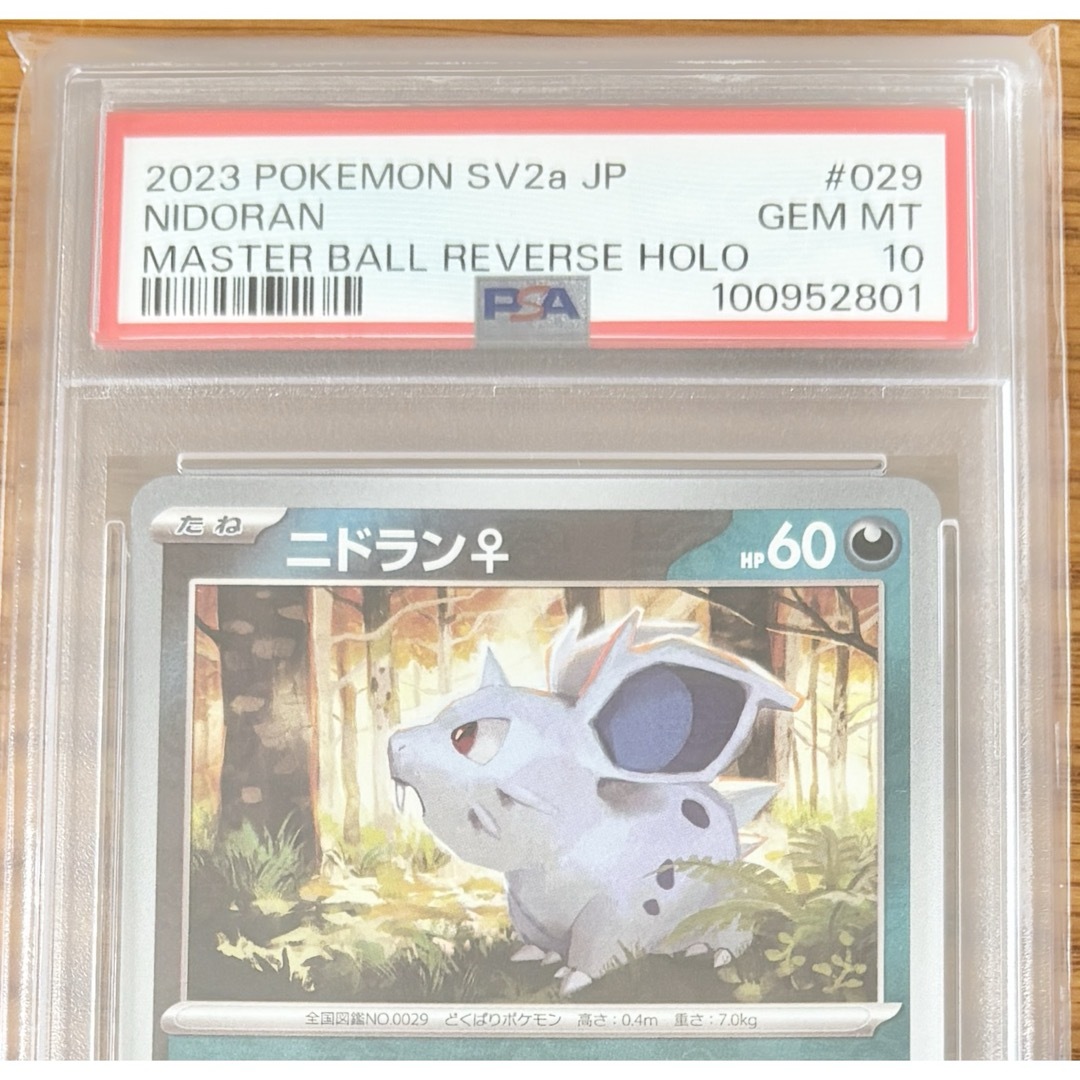 2023 POKEMON SV2a JP #029
NIDORAN GEM MT
MASTER BALL REVERSE HOLO 10
PSA 100952801
たね ニドラン♀ HP 60
全国図鑑NO.0029 どくばりポケモン 高さ:0.4m 重さ:7.0kg